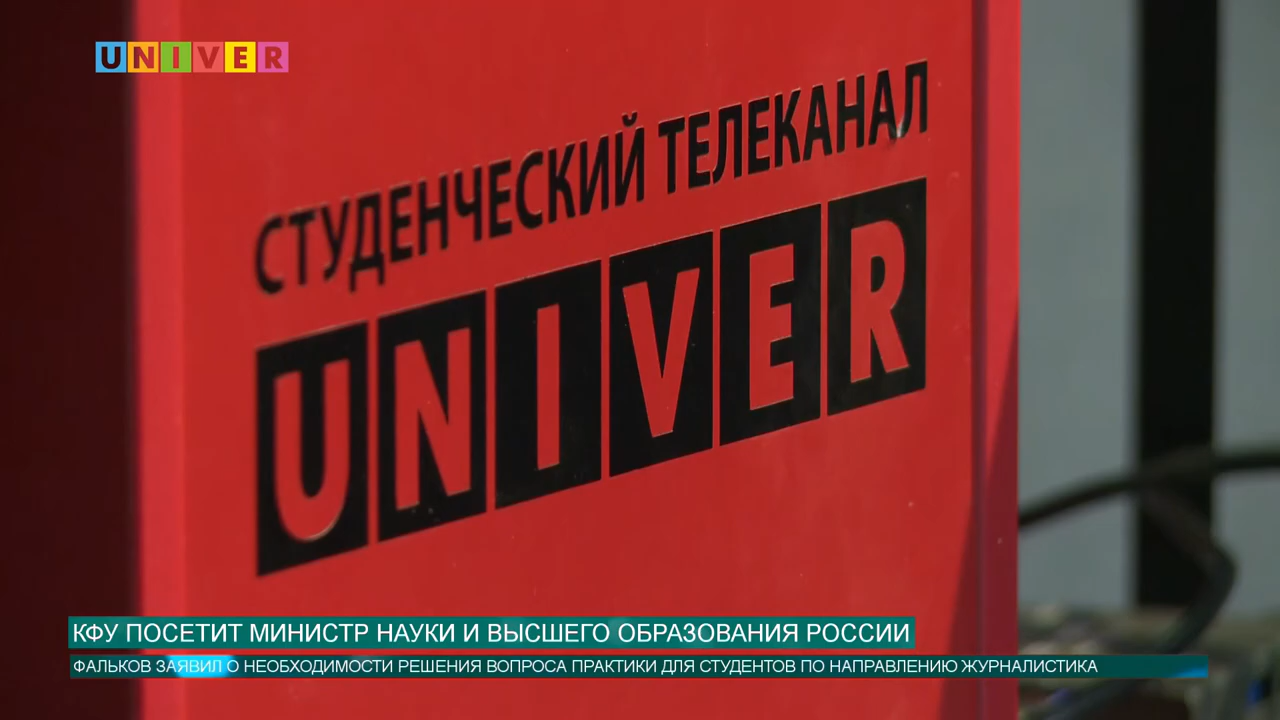 UNIVER
СТУДЕНЧЕСКИЙ ТЕЛЕКАНАЛ
UNIVER
КФУ ПОСЕТИТ МИНИСТР НАУКИ И ВЫСШЕГО ОБРАЗОВАНИЯ РОССИИ
ФАЛЬКОВ ЗАЯВИЛ О НЕОБХОДИМОСТИ РЕШЕНИЯ ВОПРОСА ПРАКТИКИ ДЛЯ СТУДЕНТОВ ПО НАПРАВЛЕНИЮ ЖУРНАЛИСТИКА